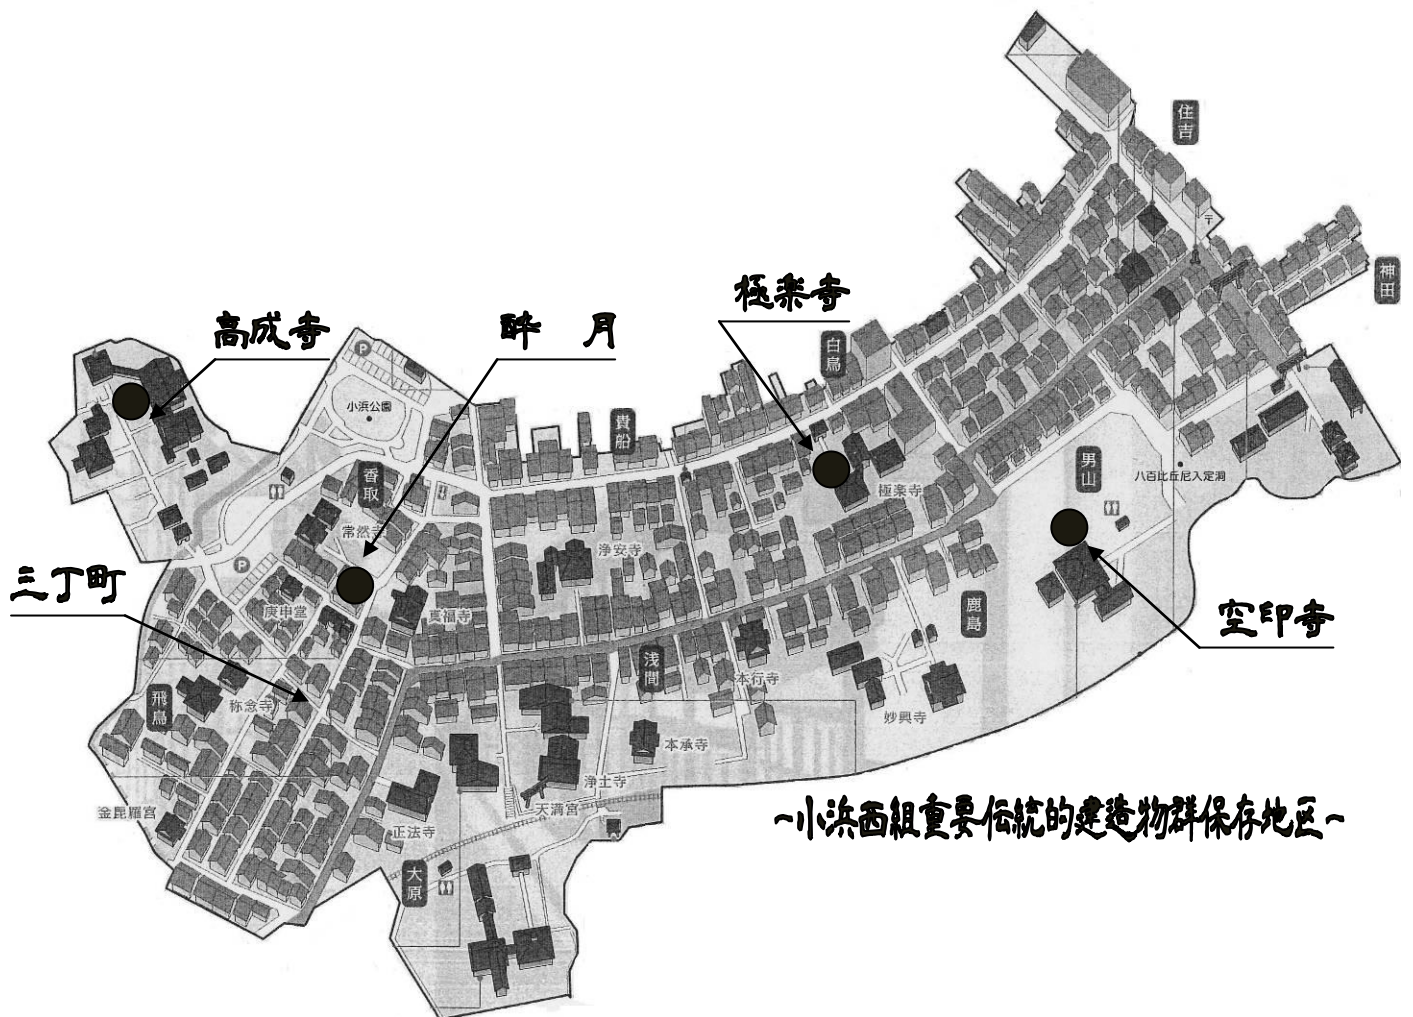 住吉
〒
神田
極楽寺
高成寺
酔 月
白鳥
P
小浜公園
貴船
香取
男山
八百比丘尼入定洞
極楽寺
常然寺
浄安寺
P
三丁町
庚申堂
真福寺
鹿島
空印寺
浅間
本行寺
飛鳥
称念寺
妙興寺
本承寺
浄土寺
金毘羅宮
天満宮
~小浜西組重要伝統的建造物群保存地区~
正法寺
大原